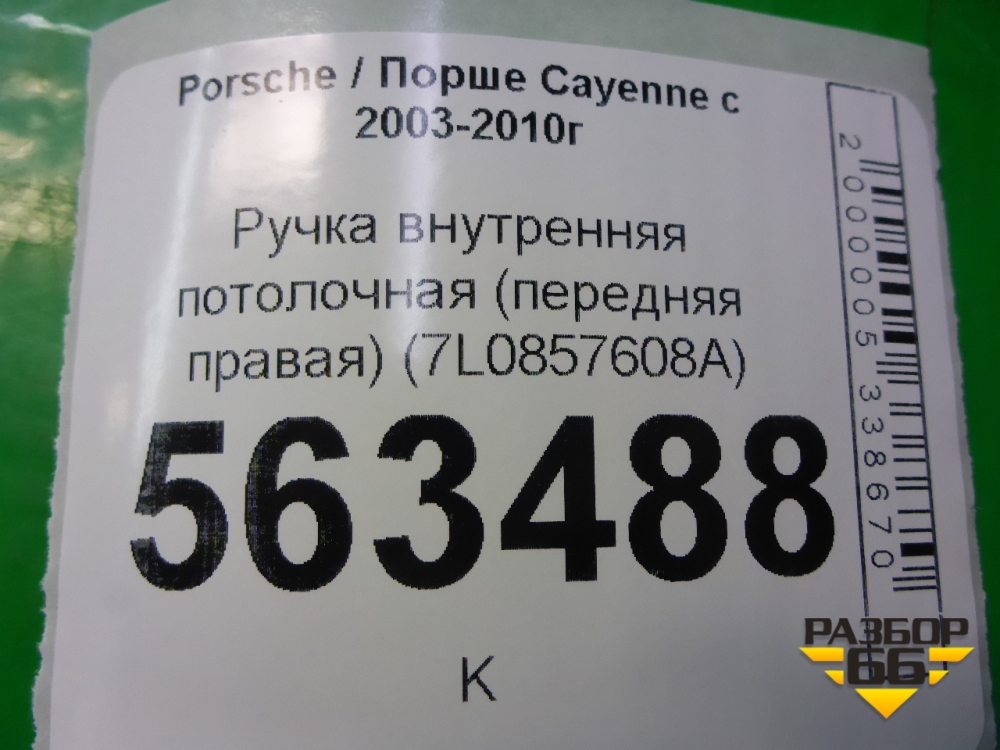 Porsche / Порше Cayenne с
2003-2010г
Ручка внутренняя
потолочная (передняя
правая) (7L0857608A)
563488
К
2000005338670
РАЗБОР
66